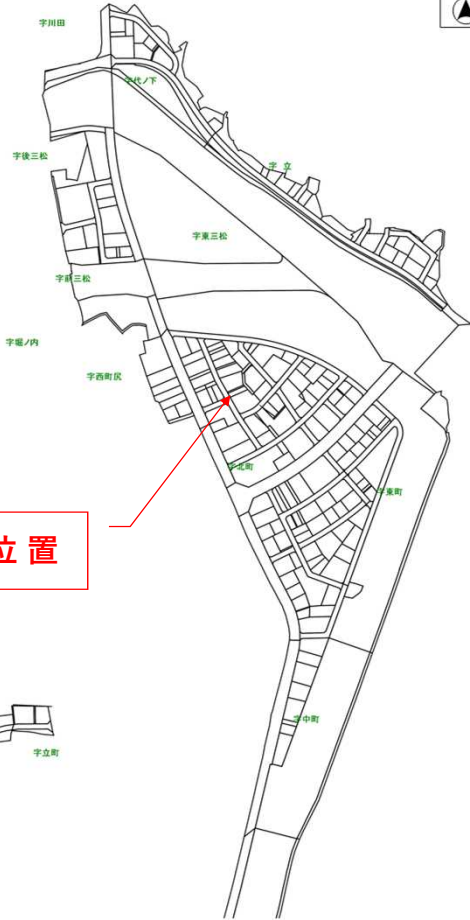 字川田
字代ノ下
字後三松
字 立
字東三松
字前三松
字堀ノ内
字西町尻
字北町
字東町
位 置
字中町
字立町